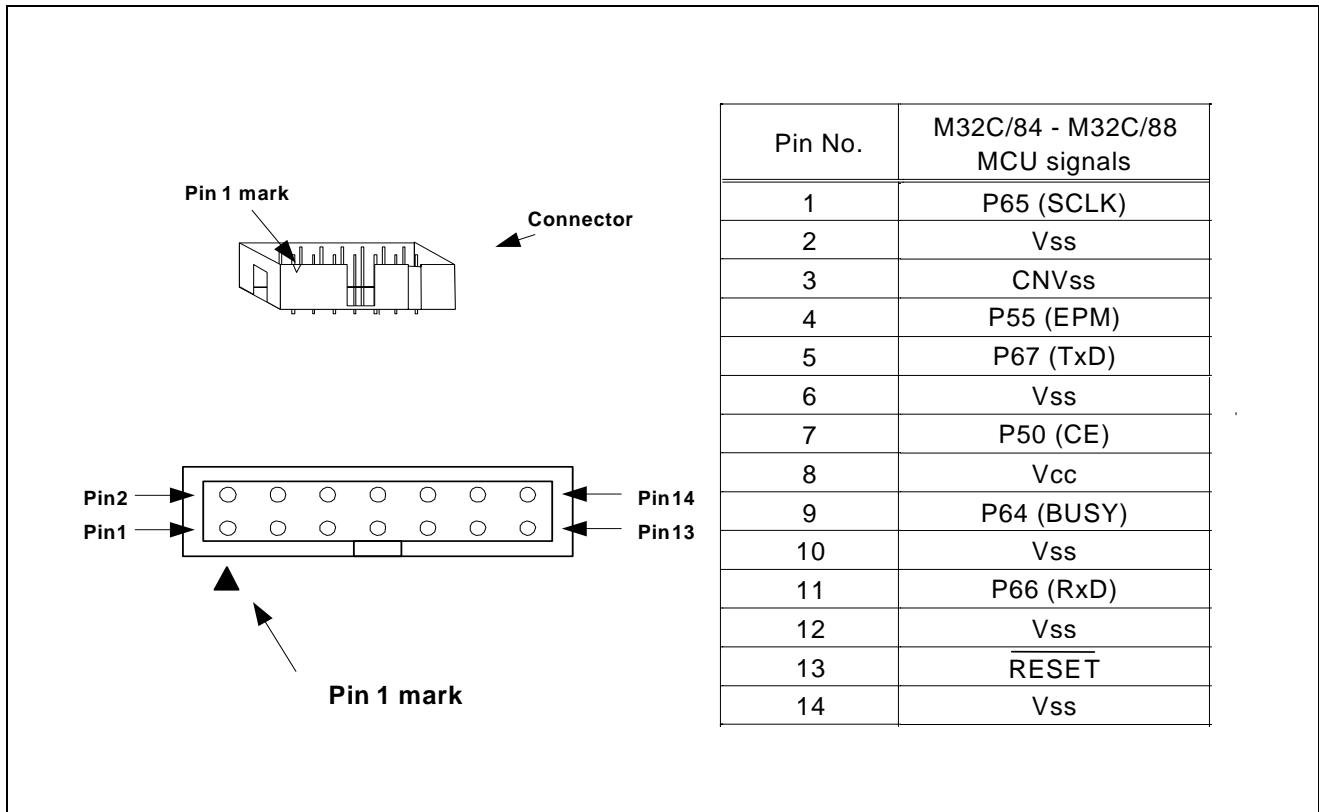 Pin 1 mark
Connector
Pin2
Pin14
Pin1
Pin13
Pin 1 mark
Pin No. M32C/84 - M32C/88
MCU signals
1 P65 (SCLK)
2 Vss
3 CNVss
4 P55 (EPM)
5 P67 (TxD)
6 Vss
7 P50 (CE)
8 Vcc
9 P64 (BUSY)
10 Vss
11 P66 (RxD)
12 Vss
13 R̅E̅S̅E̅T̅
14 Vss